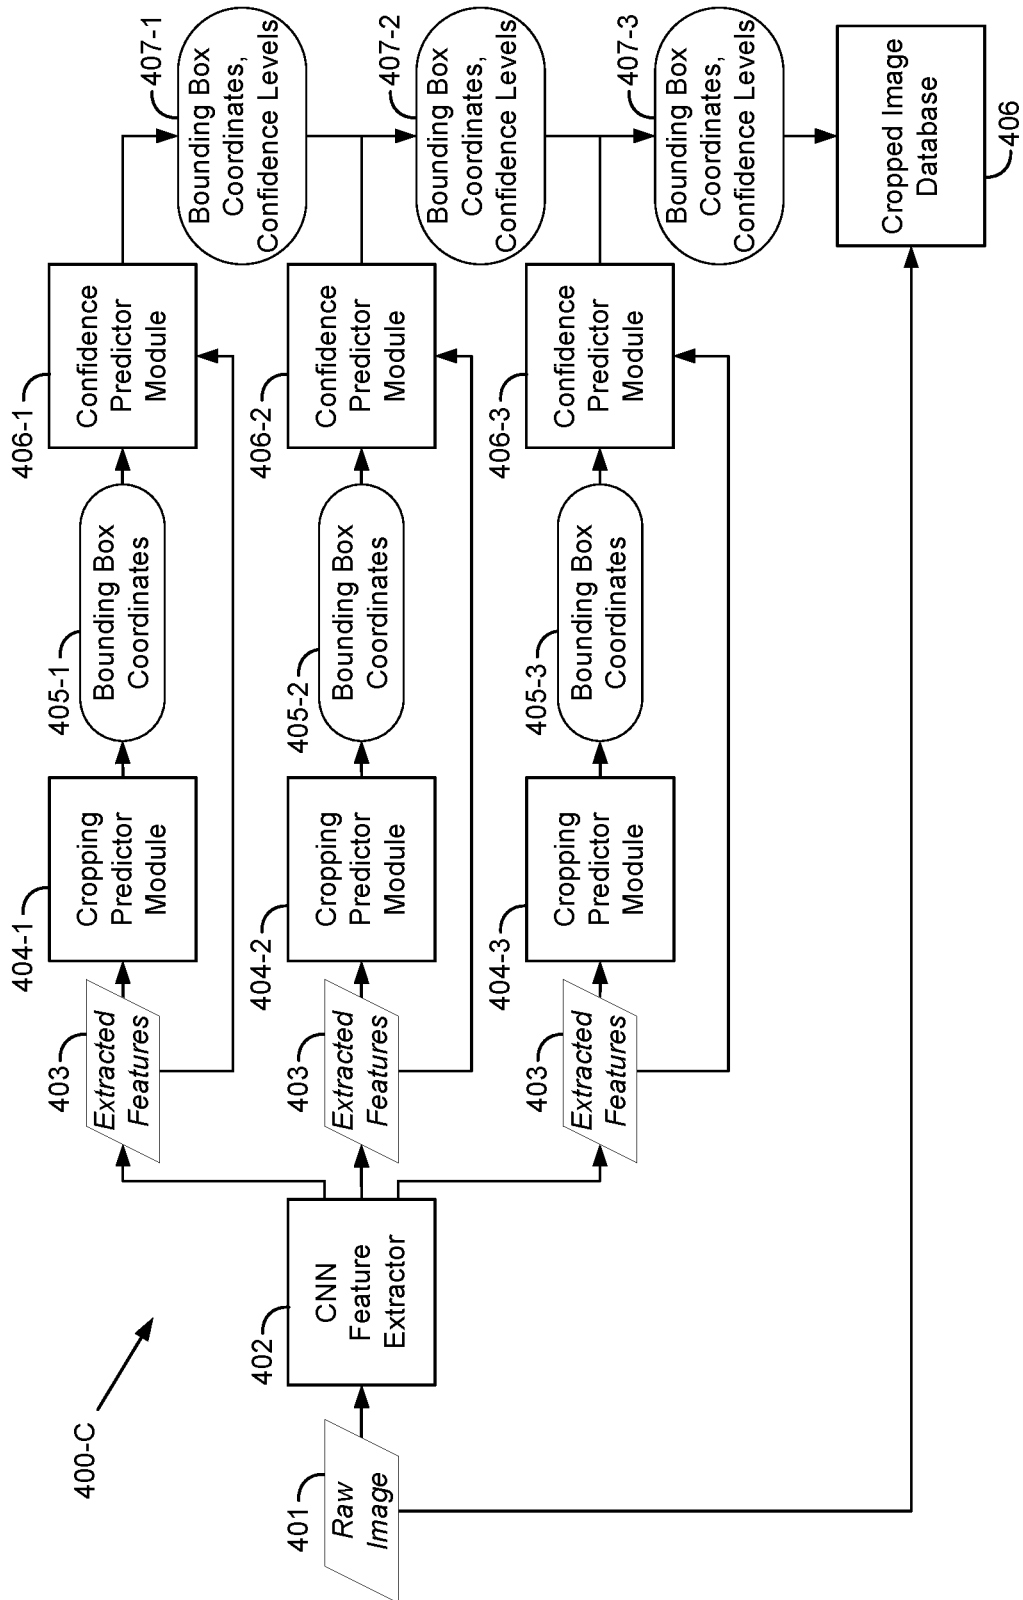 400-C
401
Raw
Image
402
CNN
Feature
Extractor
403
Extracted
Features
404-1
Cropping
Predictor
Module
405-1
Bounding Box
Coordinates
406-1
Confidence
Predictor
Module
407-1
Bounding Box
Coordinates,
Confidence Levels
403
Extracted
Features
404-2
Cropping
Predictor
Module
405-2
Bounding Box
Coordinates
406-2
Confidence
Predictor
Module
407-2
Bounding Box
Coordinates,
Confidence Levels
403
Extracted
Features
404-3
Cropping
Predictor
Module
405-3
Bounding Box
Coordinates
406-3
Confidence
Predictor
Module
407-3
Bounding Box
Coordinates,
Confidence Levels
Cropped Image
Database
406